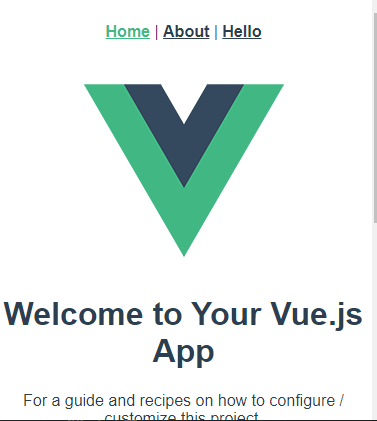 Home | About | Hello
Welcome to Your Vue.js
App
For a guide and recipes on how to configure /
customize this project